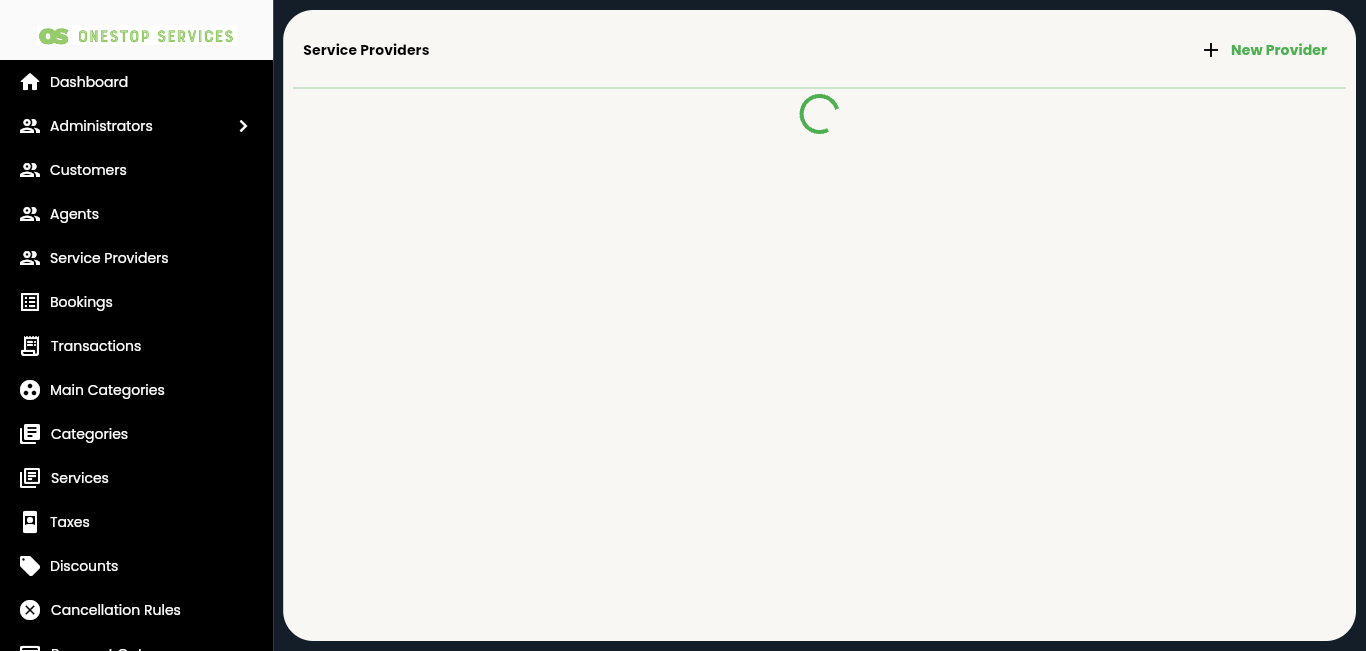 OS ONESTOP SERVICES
Service Providers
New Provider
Dashboard
Administrators
Customers
Agents
Service Providers
Bookings
Transactions
Main Categories
Categories
Services
Taxes
Discounts
Cancellation Rules